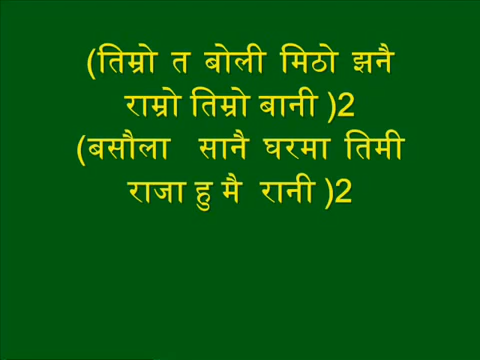 (तिम्रो त बोली मिठो झनै
राम्रो तिम्रो बानी )2
(बसौला सानै घरमा तिमी
राजा हु मै रानी )2